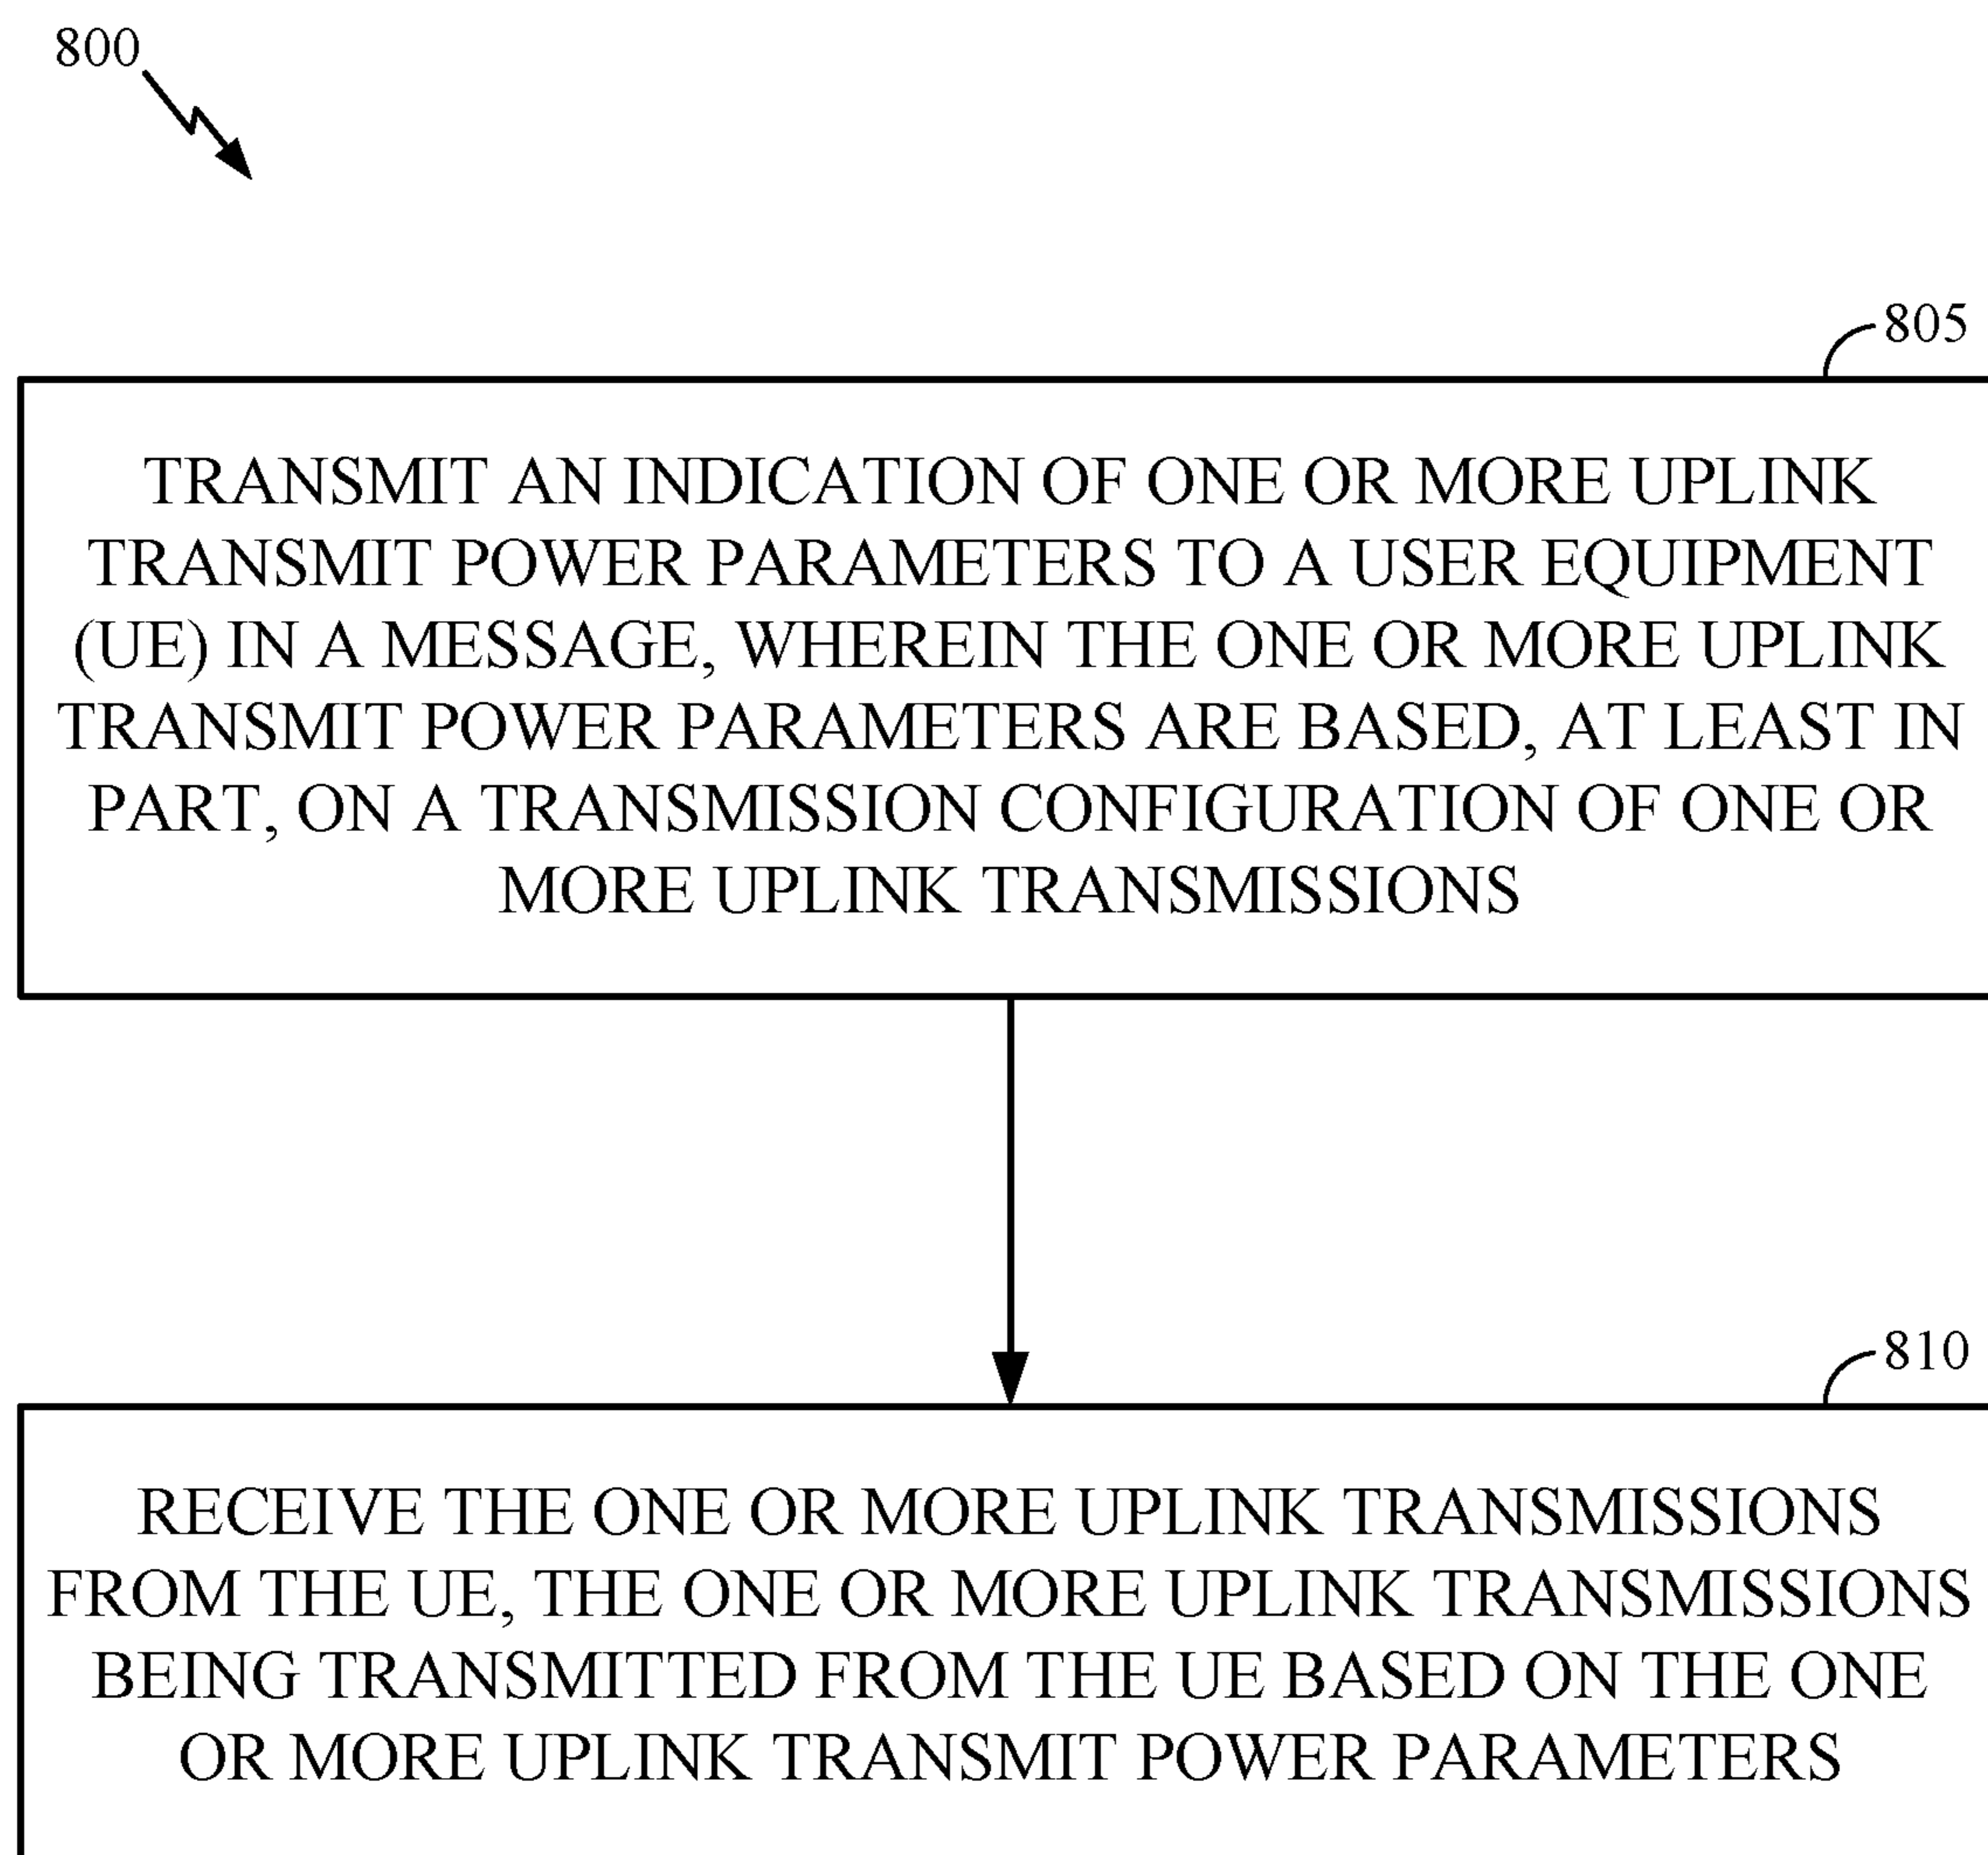 800
805
TRANSMIT AN INDICATION OF ONE OR MORE UPLINK
TRANSMIT POWER PARAMETERS TO A USER EQUIPMENT
(UE) IN A MESSAGE, WHEREIN THE ONE OR MORE UPLINK
TRANSMIT POWER PARAMETERS ARE BASED, AT LEAST IN
PART, ON A TRANSMISSION CONFIGURATION OF ONE OR
MORE UPLINK TRANSMISSIONS
810
RECEIVE THE ONE OR MORE UPLINK TRANSMISSIONS
FROM THE UE, THE ONE OR MORE UPLINK TRANSMISSIONS
BEING TRANSMITTED FROM THE UE BASED ON THE ONE
OR MORE UPLINK TRANSMIT POWER PARAMETERS